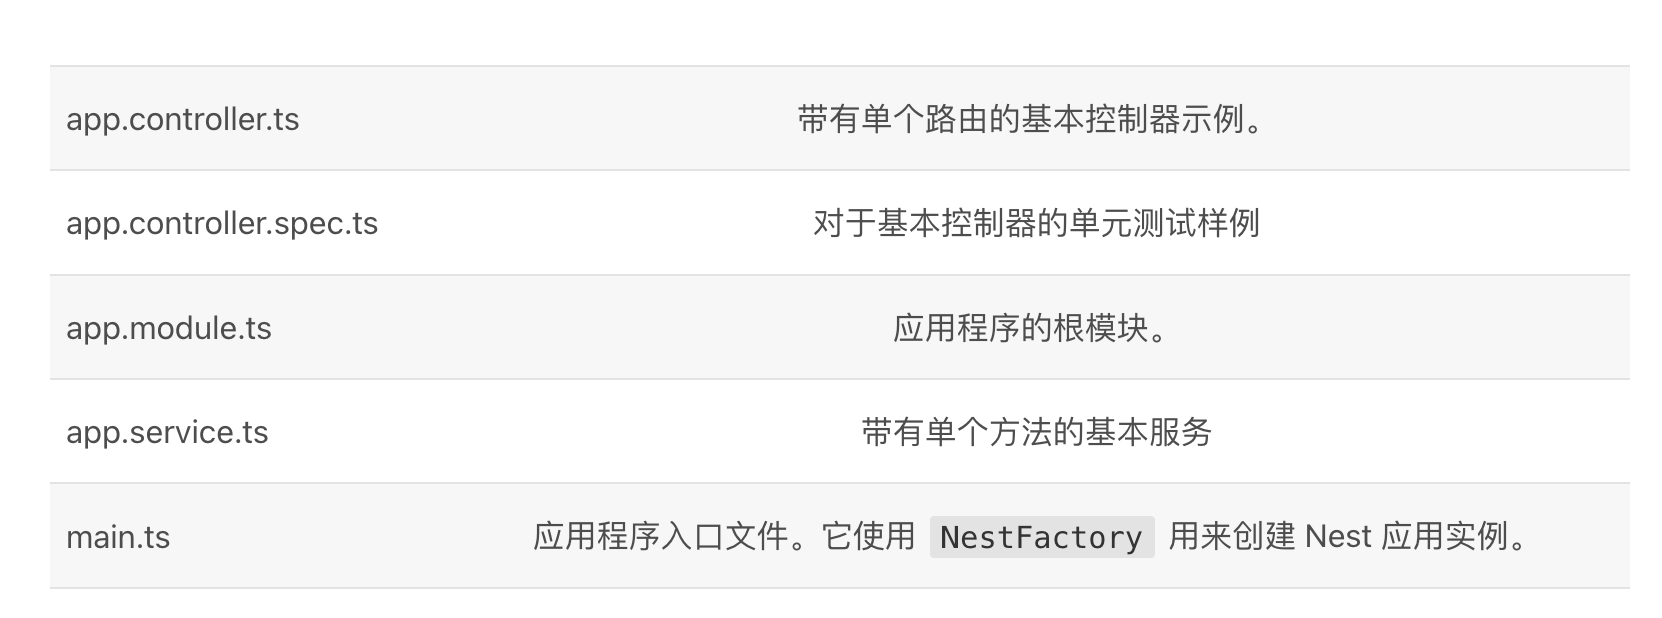 app.controller.ts 带有单个路由的基本控制器示例。
app.controller.spec.ts 对于基本控制器的单元测试样例
app.module.ts 应用程序的根模块。
app.service.ts 带有单个方法的基本服务
main.ts 应用程序入口文件。它使用 NestFactory 用来创建 Nest 应用实例。